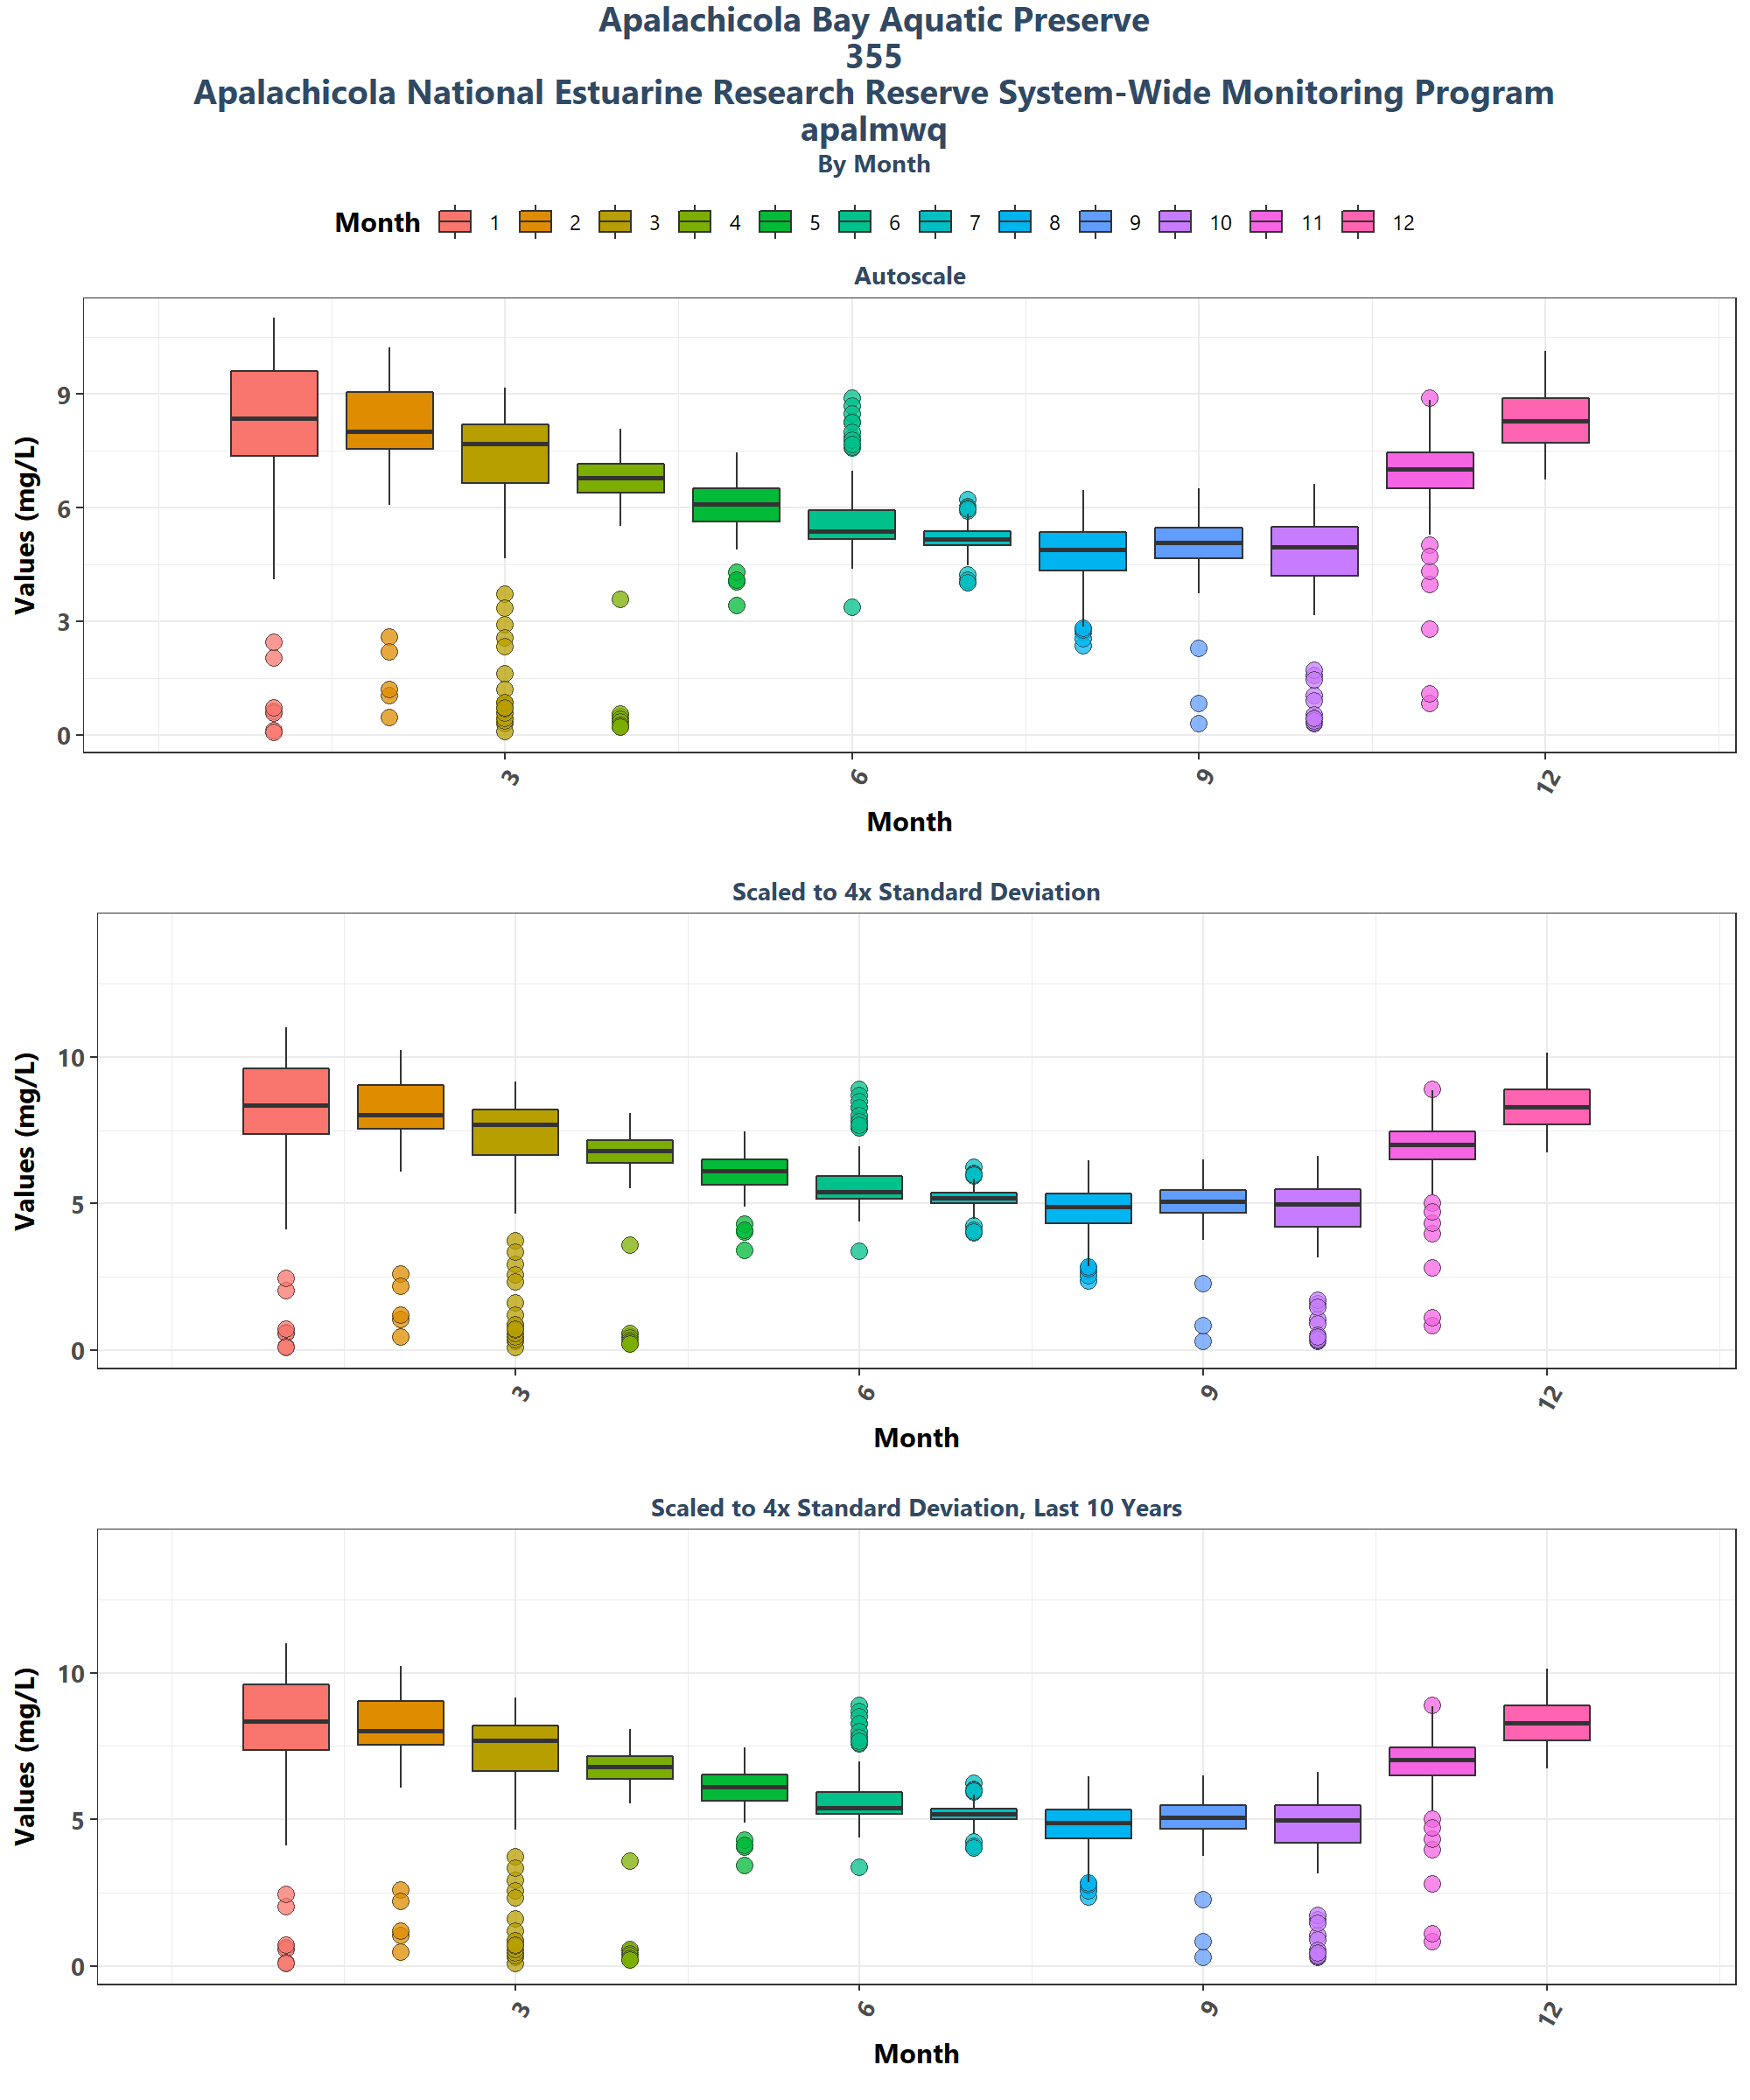 Apalachicola Bay Aquatic Preserve
355
Apalachicola National Estuarine Research Reserve System-Wide Monitoring Program
apalmwq
By Month
Month 1 2 3 4 5 6 7 8 9 10 11 12
Autoscale
Values (mg/L)
9
6
3
0
3 6 9 12
Month
Scaled to 4x Standard Deviation
Values (mg/L)
10
5
0
3 6 9 12
Month
Scaled to 4x Standard Deviation, Last 10 Years
Values (mg/L)
10
5
0
3 6 9 12
Month